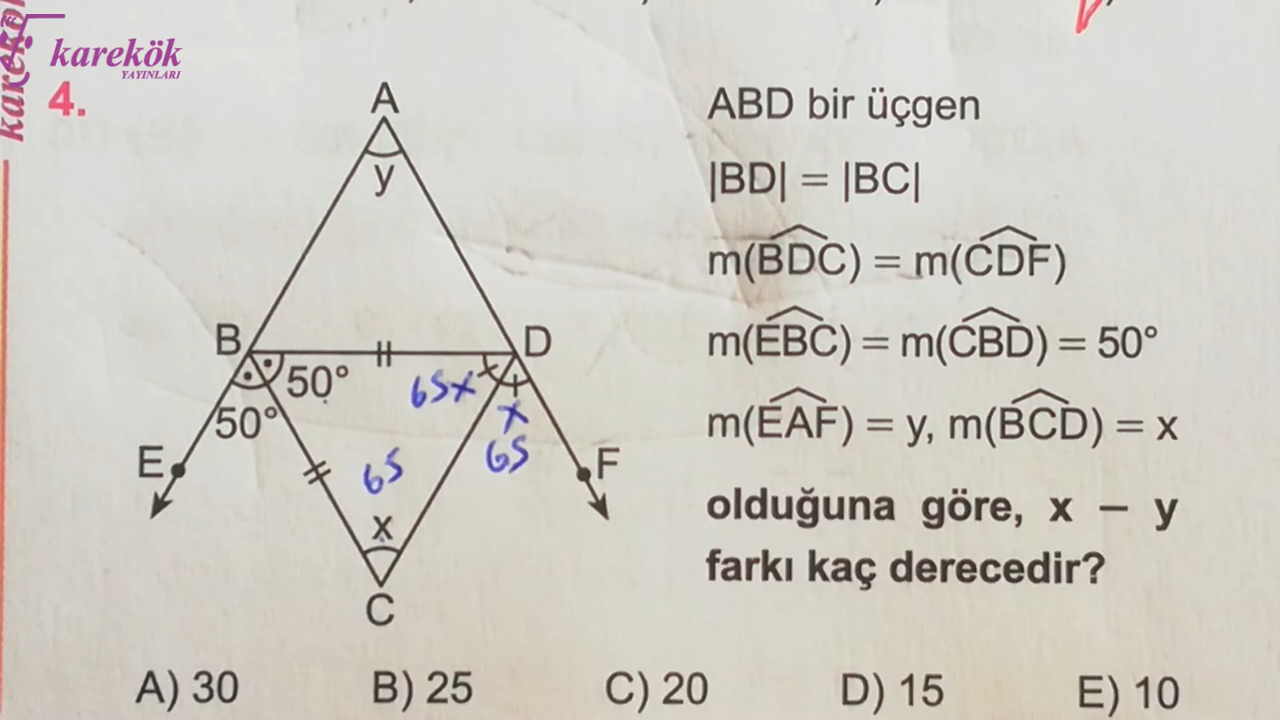 karekök
karekök
YAYINLARI
4.
A
y
B
D
50°
50°
E
F
x
C
65x
x
65
65
ABD bir üçgen
|BD| = |BC|
m(BDC) = m(CDF)
m(EBC) = m(CBD) = 50°
m(EAF) = y, m(BCD) = x
olduğuna göre, x − y
farkı kaç derecedir?
A) 30 B) 25 C) 20 D) 15 E) 10